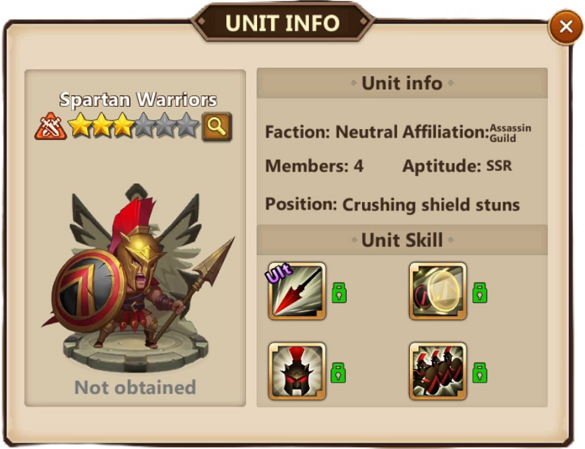 UNIT INFO
Spartan Warriors
Not obtained
Unit info
Faction: Neutral Affiliation: Assassin Guild
Members: 4 Aptitude: SSR
Position: Crushing shield stuns
Unit Skill
Ult